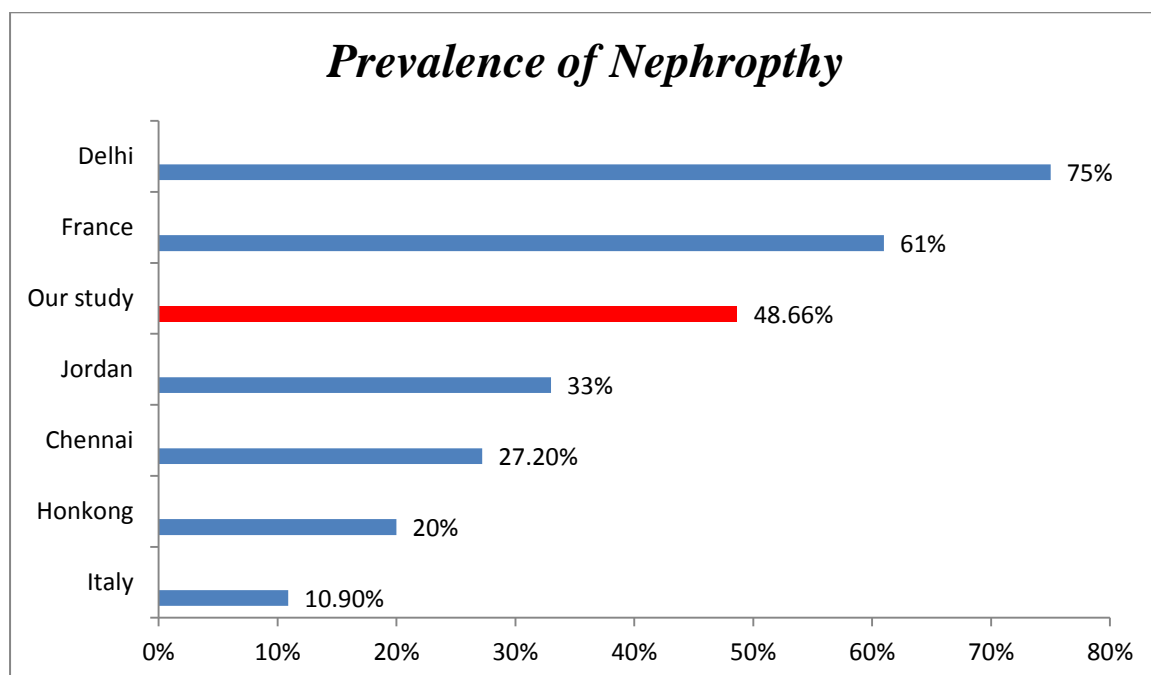 Prevalence of Nephropthy
Delhi
75%
France
61%
Our study
48.66%
Jordan
33%
Chennai
27.20%
Honkong
20%
Italy
10.90%
0% 10% 20% 30% 40% 50% 60% 70% 80%